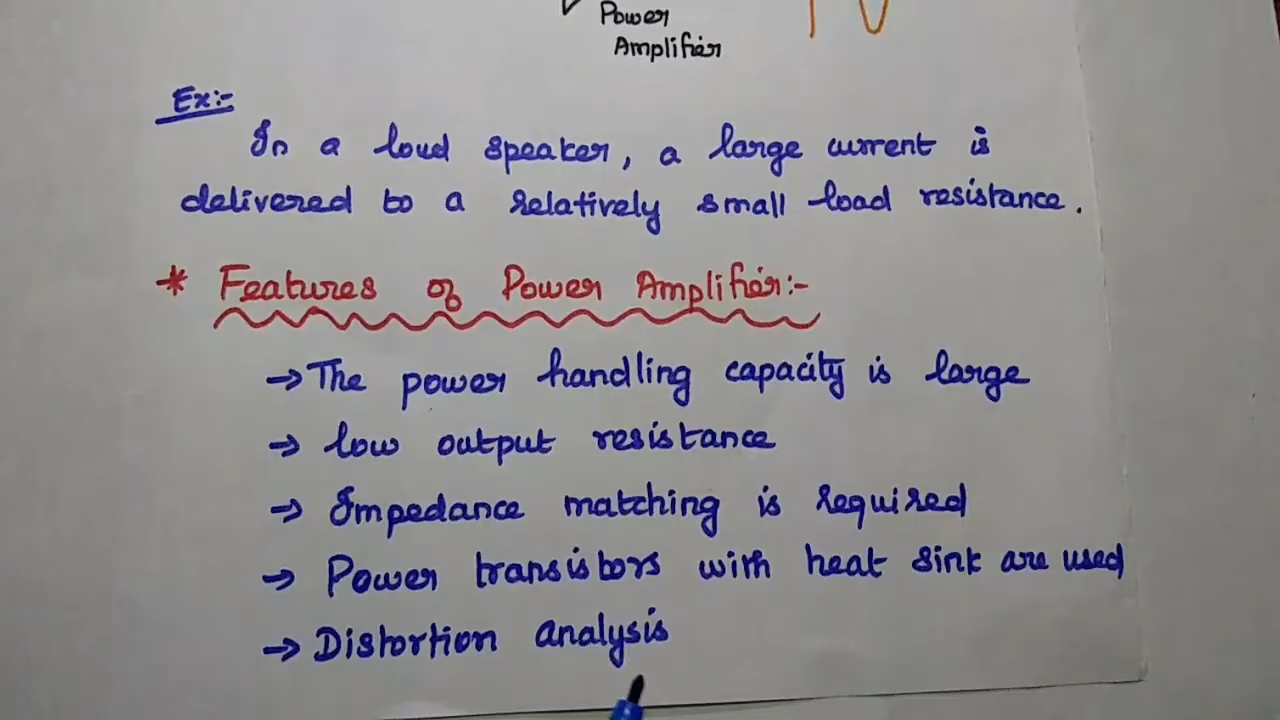 Power
Amplifier
Ex:-
In a loud speaker, a large current is
delivered to a relatively small load resistance.
* Features of Power Amplifier:-
→ The power handling capacity is large
→ low output resistance
→ Impedance matching is required
→ Power transistors with heat sink are used
→ Distortion analysis